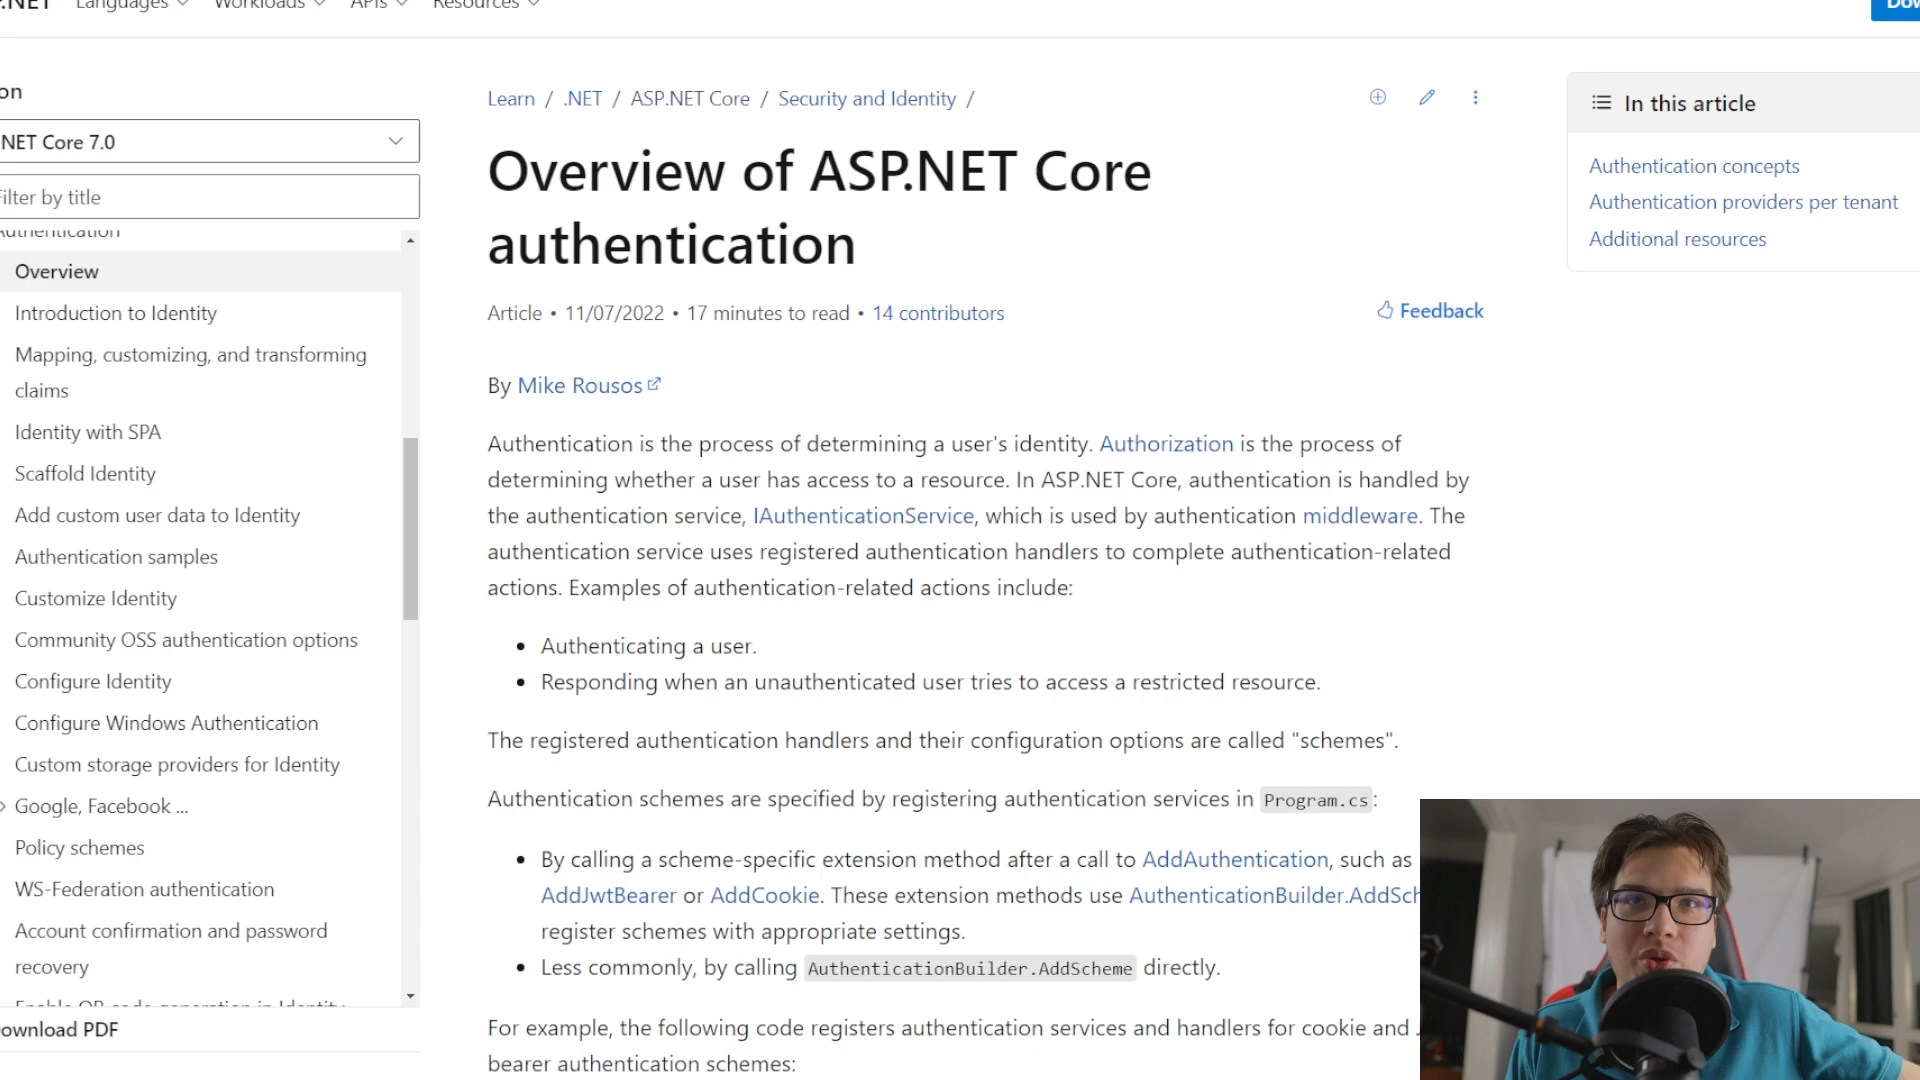 .NET Languages Workloads APIs Resources
Dow
on
NET Core 7.0
Filter by title
Authentication
Overview
Introduction to Identity
Mapping, customizing, and transforming
claims
Identity with SPA
Scaffold Identity
Add custom user data to Identity
Authentication samples
Customize Identity
Community OSS authentication options
Configure Identity
Configure Windows Authentication
Custom storage providers for Identity
Google, Facebook ...
Policy schemes
WS-Federation authentication
Account confirmation and password
recovery
Enable QR code generation in Identity
ownload PDF
Learn / .NET / ASP.NET Core / Security and Identity /
Overview of ASP.NET Core
authentication
Article • 11/07/2022 • 17 minutes to read • 14 contributors
Feedback
By Mike Rousos
Authentication is the process of determining a user's identity. Authorization is the process of
determining whether a user has access to a resource. In ASP.NET Core, authentication is handled by
the authentication service, IAuthenticationService, which is used by authentication middleware. The
authentication service uses registered authentication handlers to complete authentication-related
actions. Examples of authentication-related actions include:
• Authenticating a user.
• Responding when an unauthenticated user tries to access a restricted resource.
The registered authentication handlers and their configuration options are called "schemes".
Authentication schemes are specified by registering authentication services in Program.cs:
• By calling a scheme-specific extension method after a call to AddAuthentication, such as
AddJwtBearer or AddCookie. These extension methods use AuthenticationBuilder.AddSch
register schemes with appropriate settings.
• Less commonly, by calling AuthenticationBuilder.AddScheme directly.
For example, the following code registers authentication services and handlers for cookie and
bearer authentication schemes:
In this article
Authentication concepts
Authentication providers per tenant
Additional resources